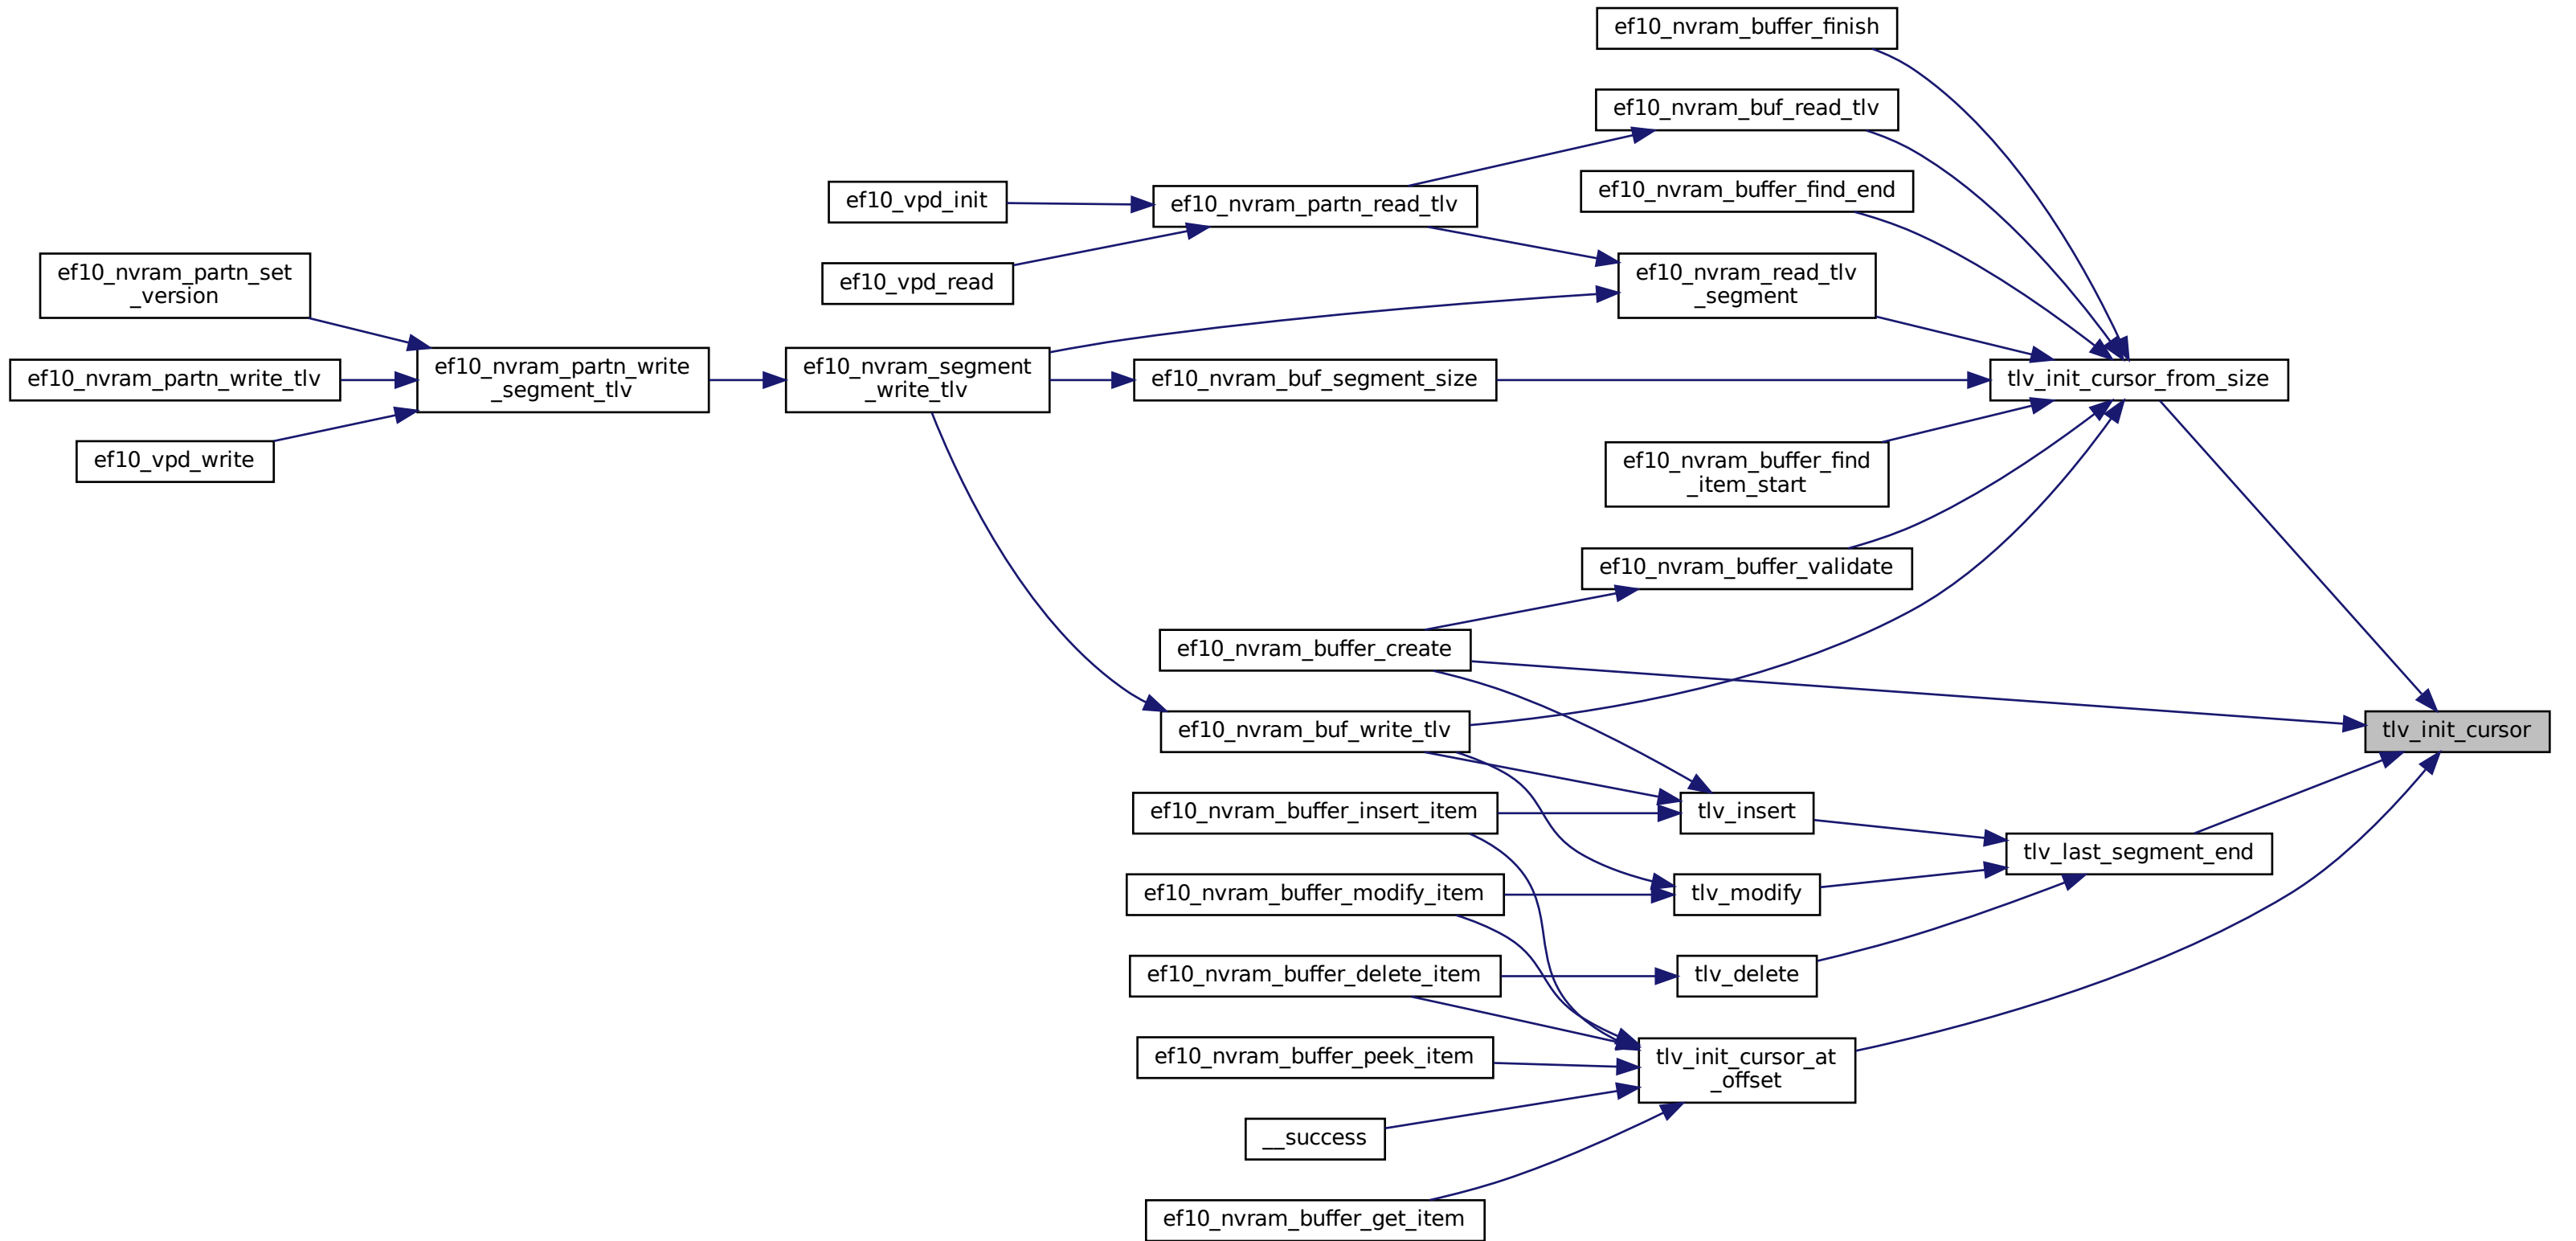 ef10_nvram_buffer_finish
ef10_nvram_buf_read_tlv
ef10_nvram_buffer_find_end
ef10_vpd_init
ef10_nvram_partn_read_tlv
ef10_vpd_read
ef10_nvram_read_tlv
_segment
ef10_nvram_partn_set
_version
ef10_nvram_partn_write_tlv
ef10_vpd_write
ef10_nvram_partn_write
_segment_tlv
ef10_nvram_segment
_write_tlv
ef10_nvram_buf_segment_size
tlv_init_cursor_from_size
ef10_nvram_buffer_find
_item_start
ef10_nvram_buffer_validate
ef10_nvram_buffer_create
ef10_nvram_buf_write_tlv
tlv_init_cursor
ef10_nvram_buffer_insert_item
tlv_insert
tlv_last_segment_end
ef10_nvram_buffer_modify_item
tlv_modify
ef10_nvram_buffer_delete_item
tlv_delete
ef10_nvram_buffer_peek_item
tlv_init_cursor_at
_offset
__success
ef10_nvram_buffer_get_item